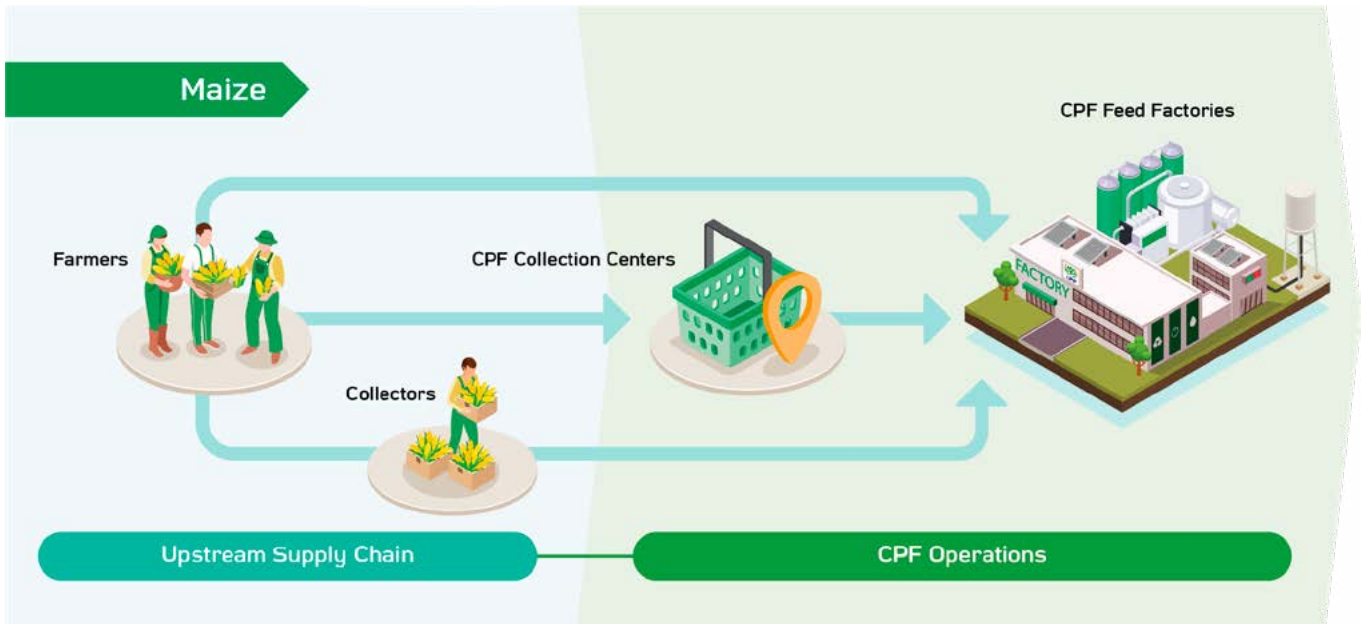 Maize
CPF Feed Factories
Farmers
CPF Collection Centers
FACTORY
Collectors
Upstream Supply Chain
CPF Operations